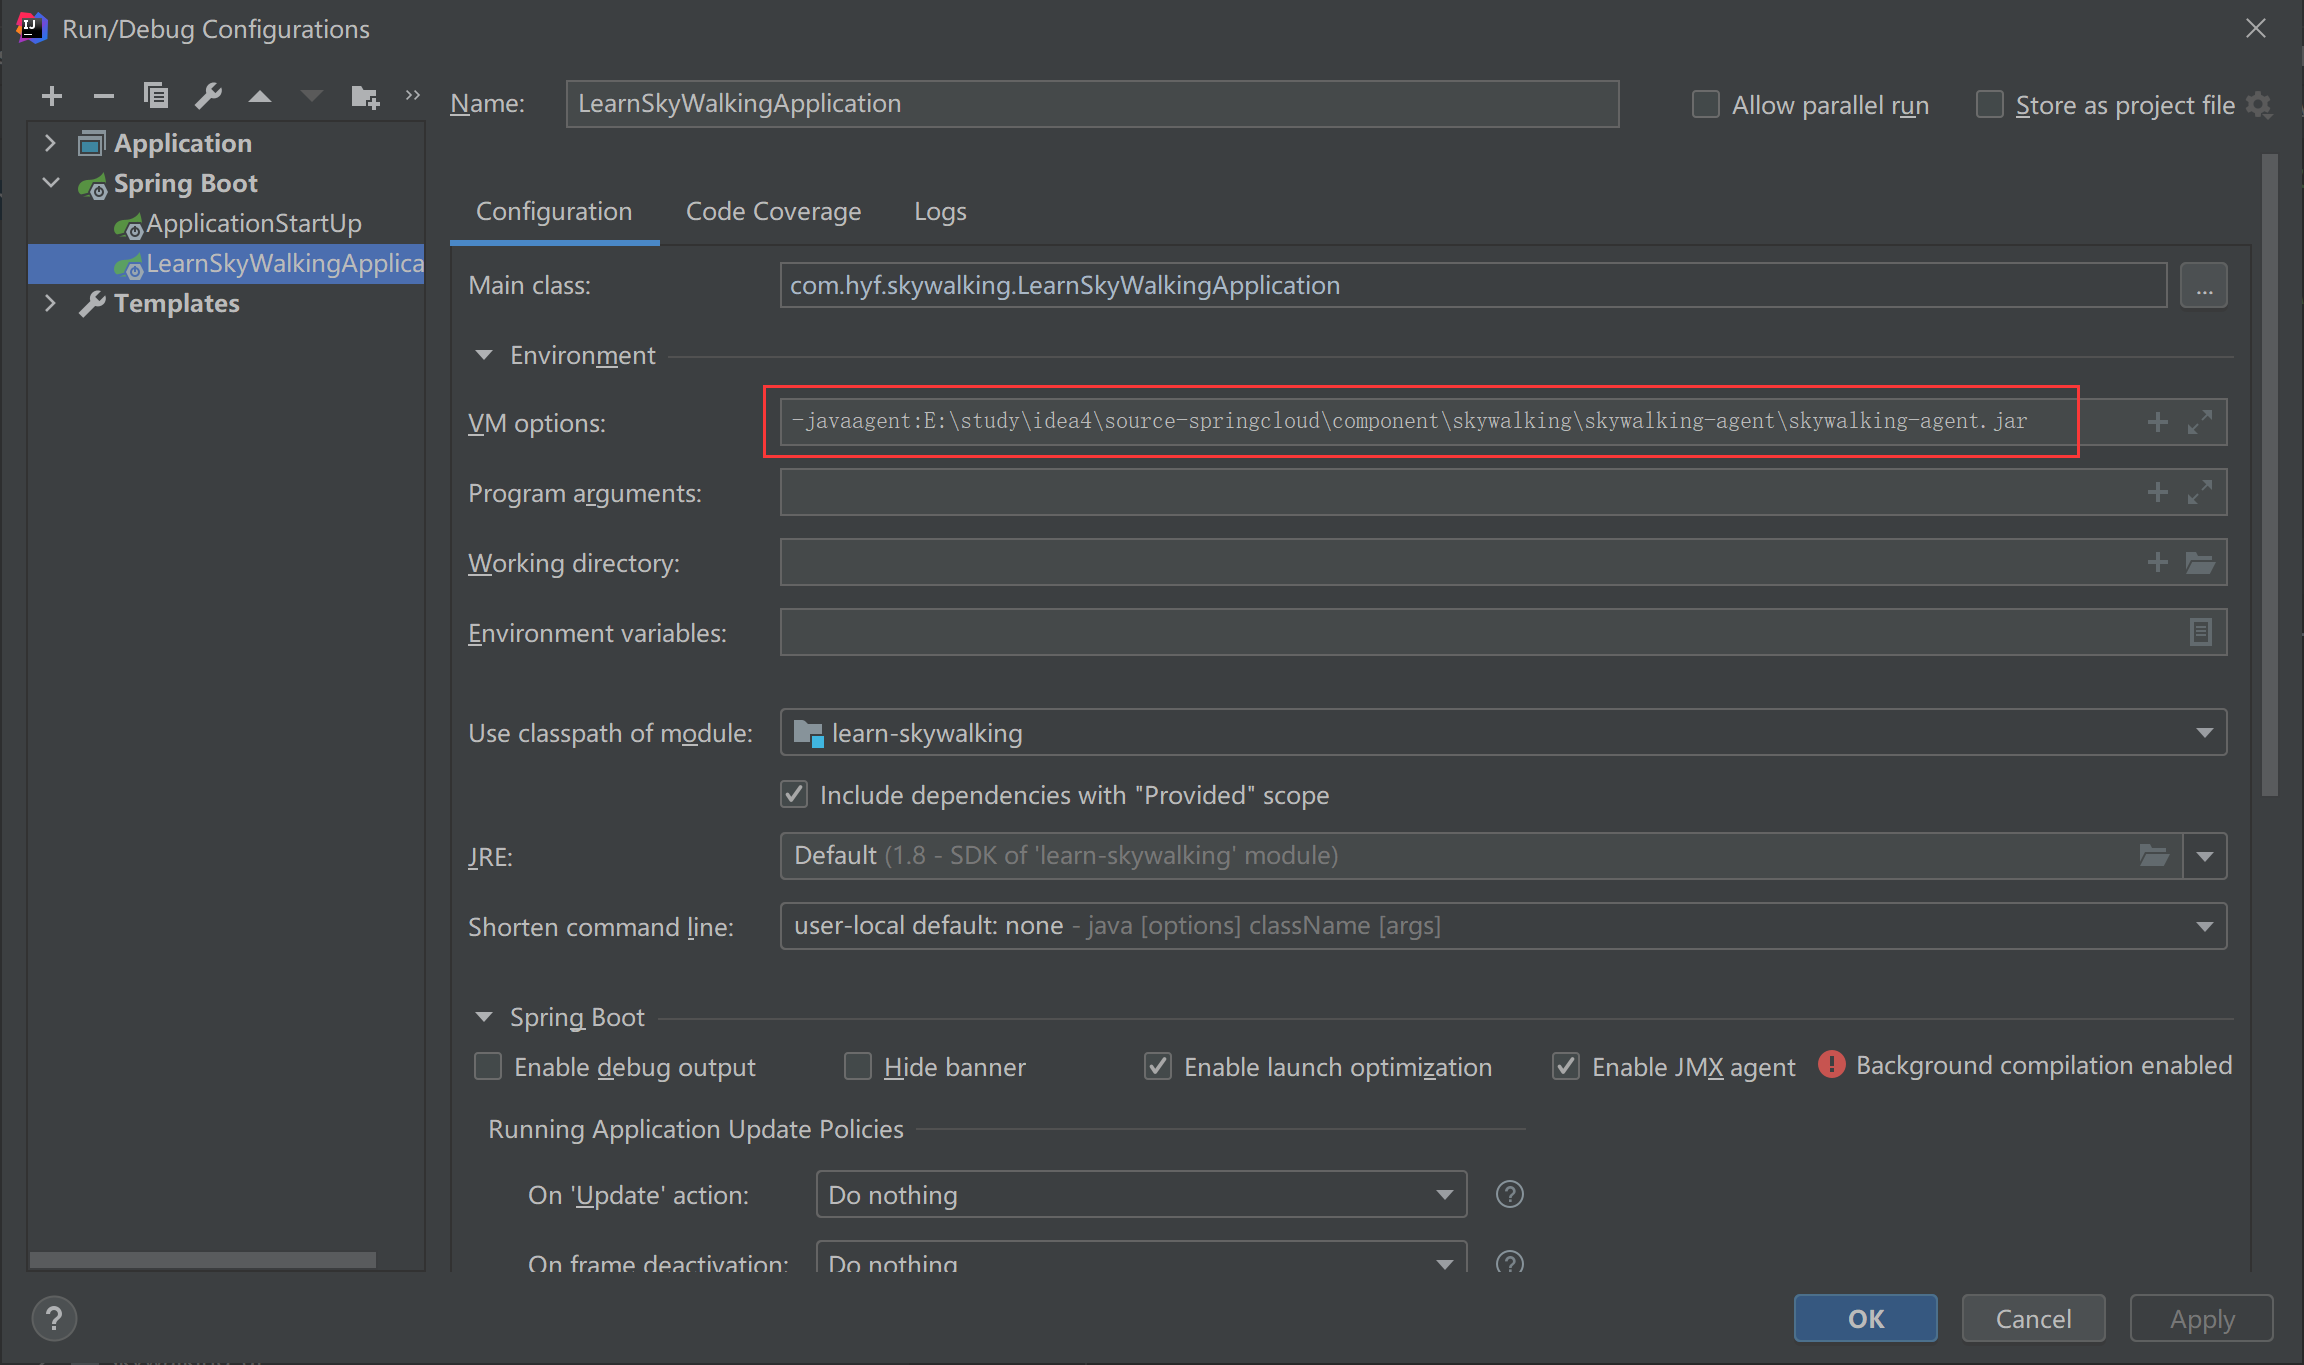 Run/Debug Configurations
Name: LearnSkyWalkingApplication Allow parallel run Store as project file
Application
Spring Boot
ApplicationStartUp
LearnSkyWalkingApplica
Templates
Configuration Code Coverage Logs
Main class: com.hyf.skywalking.LearnSkyWalkingApplication ...
Environment
VM options: -javaagent:E:\study\idea4\source-springcloud\component\skywalking\skywalking-agent\skywalking-agent.jar
Program arguments:
Working directory:
Environment variables:
Use classpath of module: learn-skywalking
Include dependencies with "Provided" scope
JRE: Default (1.8 - SDK of 'learn-skywalking' module)
Shorten command line: user-local default: none - java [options] className [args]
Spring Boot
Enable debug output Hide banner Enable launch optimization Enable JMX agent Background compilation enabled
Running Application Update Policies
On 'Update' action: Do nothing
On frame deactivation: Do nothing
OK Cancel Apply